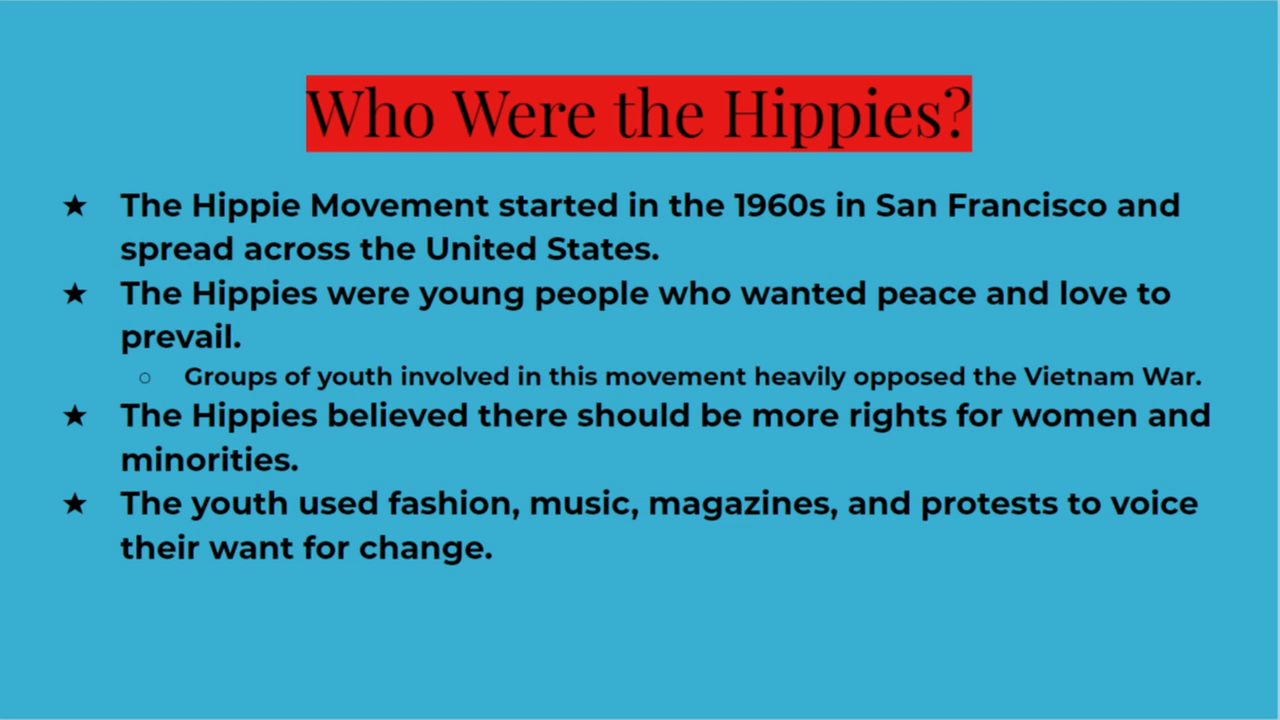 Who Were the Hippies?
★ The Hippie Movement started in the 1960s in San Francisco and
spread across the United States.
★ The Hippies were young people who wanted peace and love to
prevail.
○ Groups of youth involved in this movement heavily opposed the Vietnam War.
★ The Hippies believed there should be more rights for women and
minorities.
★ The youth used fashion, music, magazines, and protests to voice
their want for change.